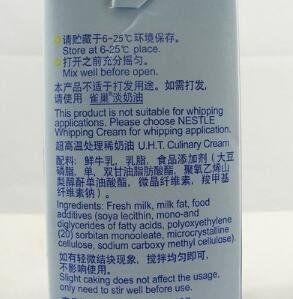 请贮藏于6-25℃环境保存。
Store at 6-25℃ place.
打开之前充分摇匀。
Mix well before open.
本产品不适于打发用途。如需打发，
请使用 雀巢淡奶油
This product is not suitable for whipping
applications. Please choose NESTLE
Whipping Cream for whipping applications.
超高温处理稀奶油 U.H.T. Culinary Cream
配料：鲜牛乳，乳脂，食品添加剂（大豆
磷脂，单，双甘油脂肪酸酯，聚氧乙烯山
梨醇酐单油酸酯，微晶纤维素，羧甲基
纤维素钠）。
Ingredients: Fresh milk, milk fat, food
additives (soya lecithin, mono-and
diglycerides of fatty acids, polyoxyethylene
(20) sorbitan monooleate, microcrystalline
cellulose, sodium carboxy methyl cellulose).
如有轻微结块现象，搅拌均匀即可，
不影响使用。
Slight caking does not affect the usage,
only need to stir well before use.